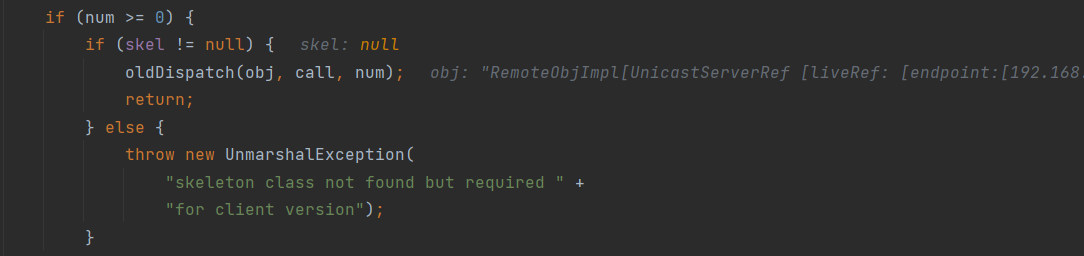 if (num >= 0) {
if (skel != null) { skel: null
oldDispatch(obj, call, num); obj: "RemoteObjImpl[UnicastServerRef [liveRef: [endpoint:[192.168.
return;
} else {
throw new UnmarshalException(
"skeleton class not found but required " +
"for client version");
}